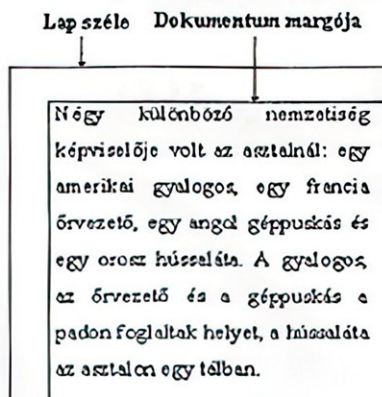 Lap széle Dokumentum margója
Négy különböző nemzetiség
képviselője volt az asztalnál: egy
amerikai gyalogos, egy francia
őrvezető, egy angol géppuskás és
egy orosz hússaláta. A gyalogos,
az őrvezető és a géppuskás a
padon foglaltak helyet, a hússaláta
az asztalon egy tálban.